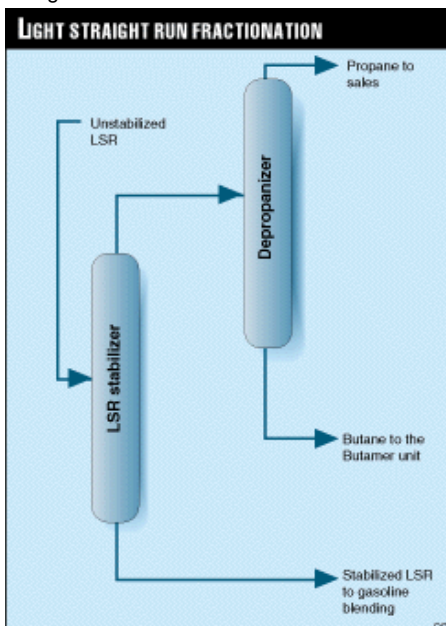 LIGHT STRAIGHT RUN FRACTIONATION
Propane to
sales
Unstabilized
LSR
Depropanizer
LSR stabilizer
Butane to the
Butamer unit
Stabilized LSR
to gasoline
blending